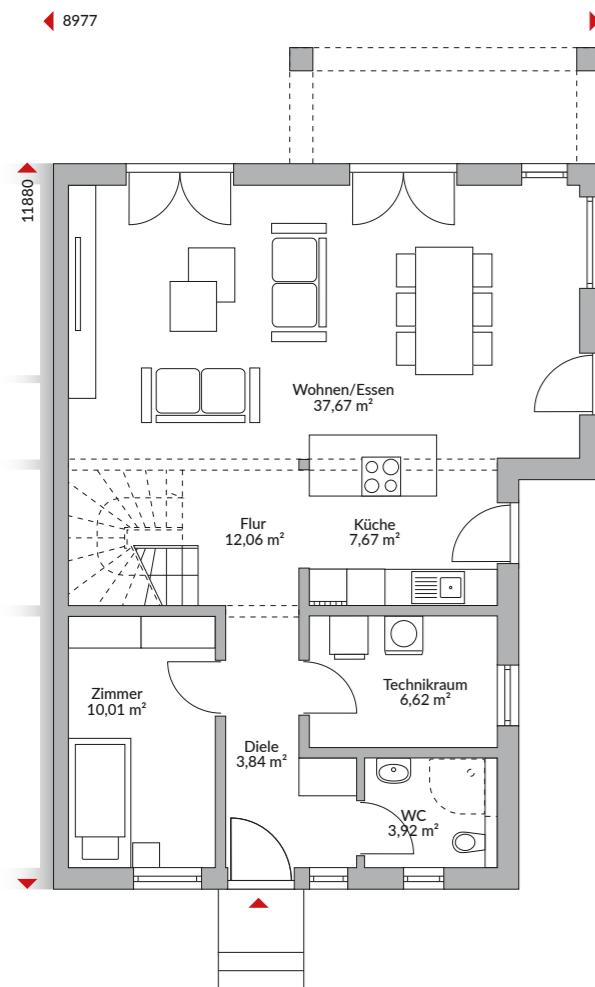 8977
11880
Wohnen/Essen
37,67 m²
Flur
12,06 m²
Küche
7,67 m²
Zimmer
10,01 m²
Technikraum
6,62 m²
Diele
3,84 m²
WC
3,92 m²